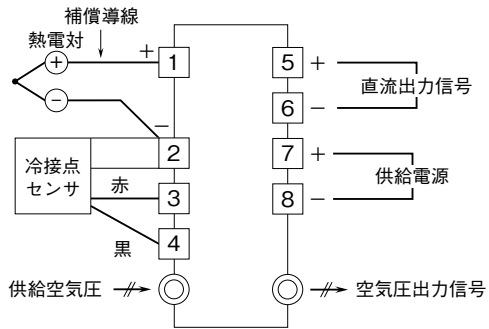 補償導線
熱電対
+
+
1
−
−
2
冷接点
センサ
赤
3
黒
4
供給空気圧
5
+
直流出力信号
6
−
7
+
供給電源
8
−
空気圧出力信号